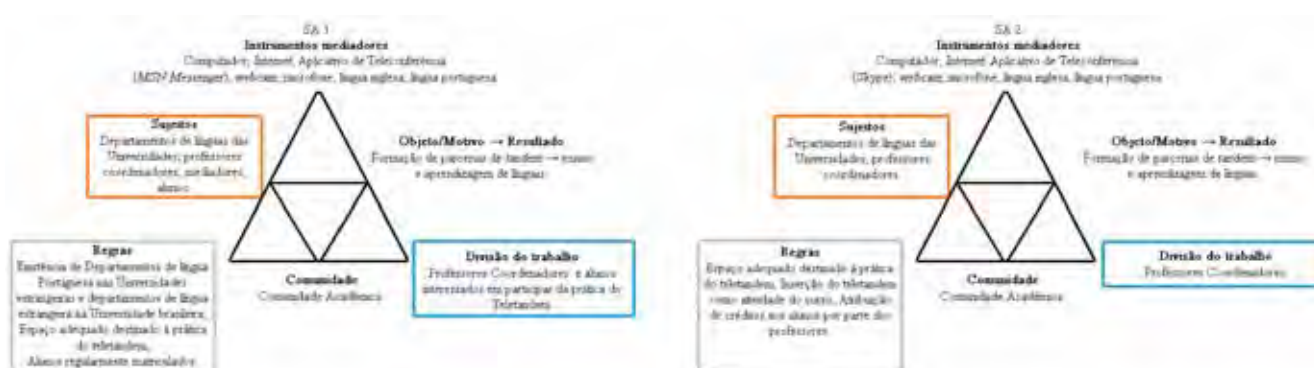 SA 1
Instrumentos mediadores
Computador, Internet, Aplicativo de Teleconferência
(MSN Messenger), webcam, microfone, língua inglesa, língua portuguesa
Sujeitos
Departamentos de línguas das
Universidades, professores
coordenadores, mediadores,
alunos
Objeto/Motivo → Resultado
Formação de parcerias de tandem → ensino
e aprendizagem de línguas
Regras
Existência de Departamentos de língua
Portuguesa nas Universidades
estrangeiras e departamentos de língua
estrangeira na Universidade brasileira,
Espaço adequado destinado à prática
do teletandem,
Alunos regularmente matriculados
Comunidade
Comunidade Acadêmica
Divisão do trabalho
Professores Coordenadores e alunos
interessados em participar da prática do
Teletandem
SA 2
Instrumentos mediadores
Computador, Internet, Aplicativo de Teleconferência
(Skype), webcam, microfone, língua inglesa, língua portuguesa
Sujeitos
Departamentos de línguas das
Universidades, professores
coordenadores
Objeto/Motivo → Resultado
Formação de parcerias de tandem → ensino
e aprendizagem de línguas
Regras
Espaço adequado destinado à prática
do teletandem, Inserção do teletandem
como atividade do curso, Atribuição
de créditos aos alunos por parte dos
professores
Comunidade
Comunidade Acadêmica
Divisão do trabalho
Professores Coordenadores